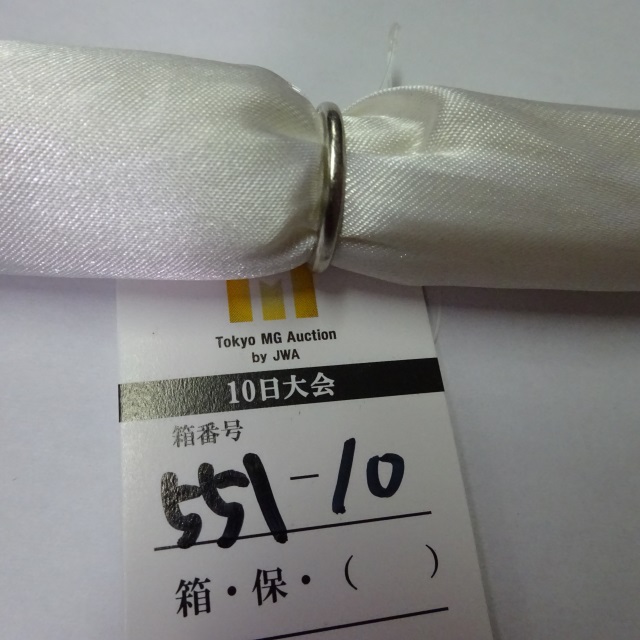 Tokyo MG Auction
by JWA
10日大会
箱番号
551-10
箱・保・(　　)